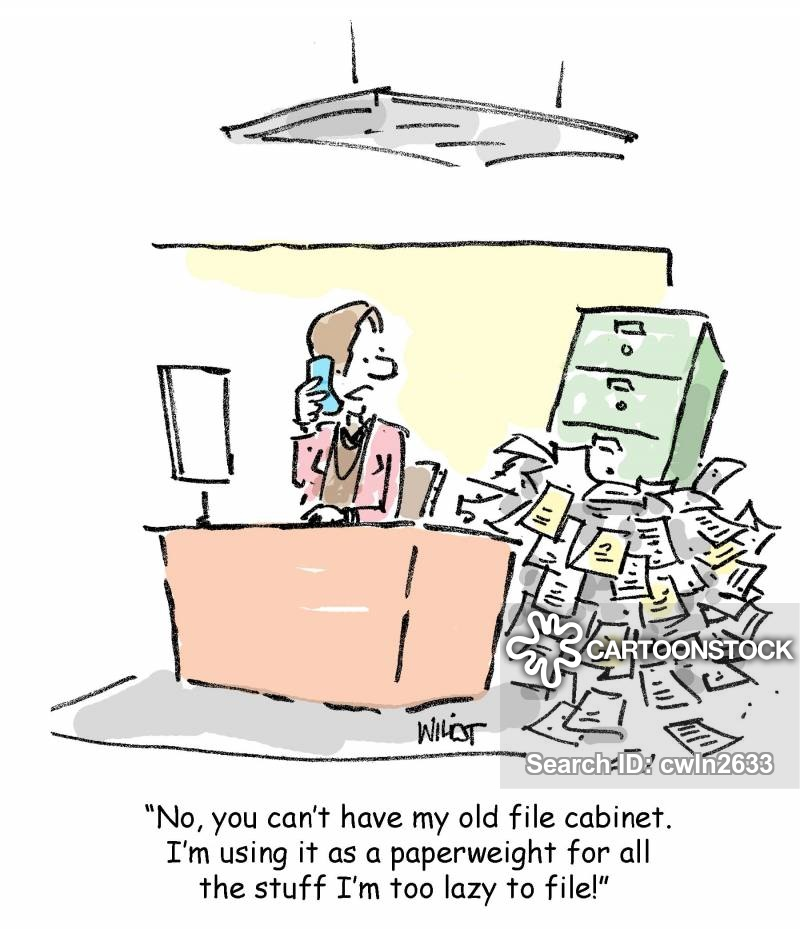 WILiST
CARTOONSTOCK
Search ID: cwln2633
“No, you can’t have my old file cabinet.
I’m using it as a paperweight for all
the stuff I’m too lazy to file!”